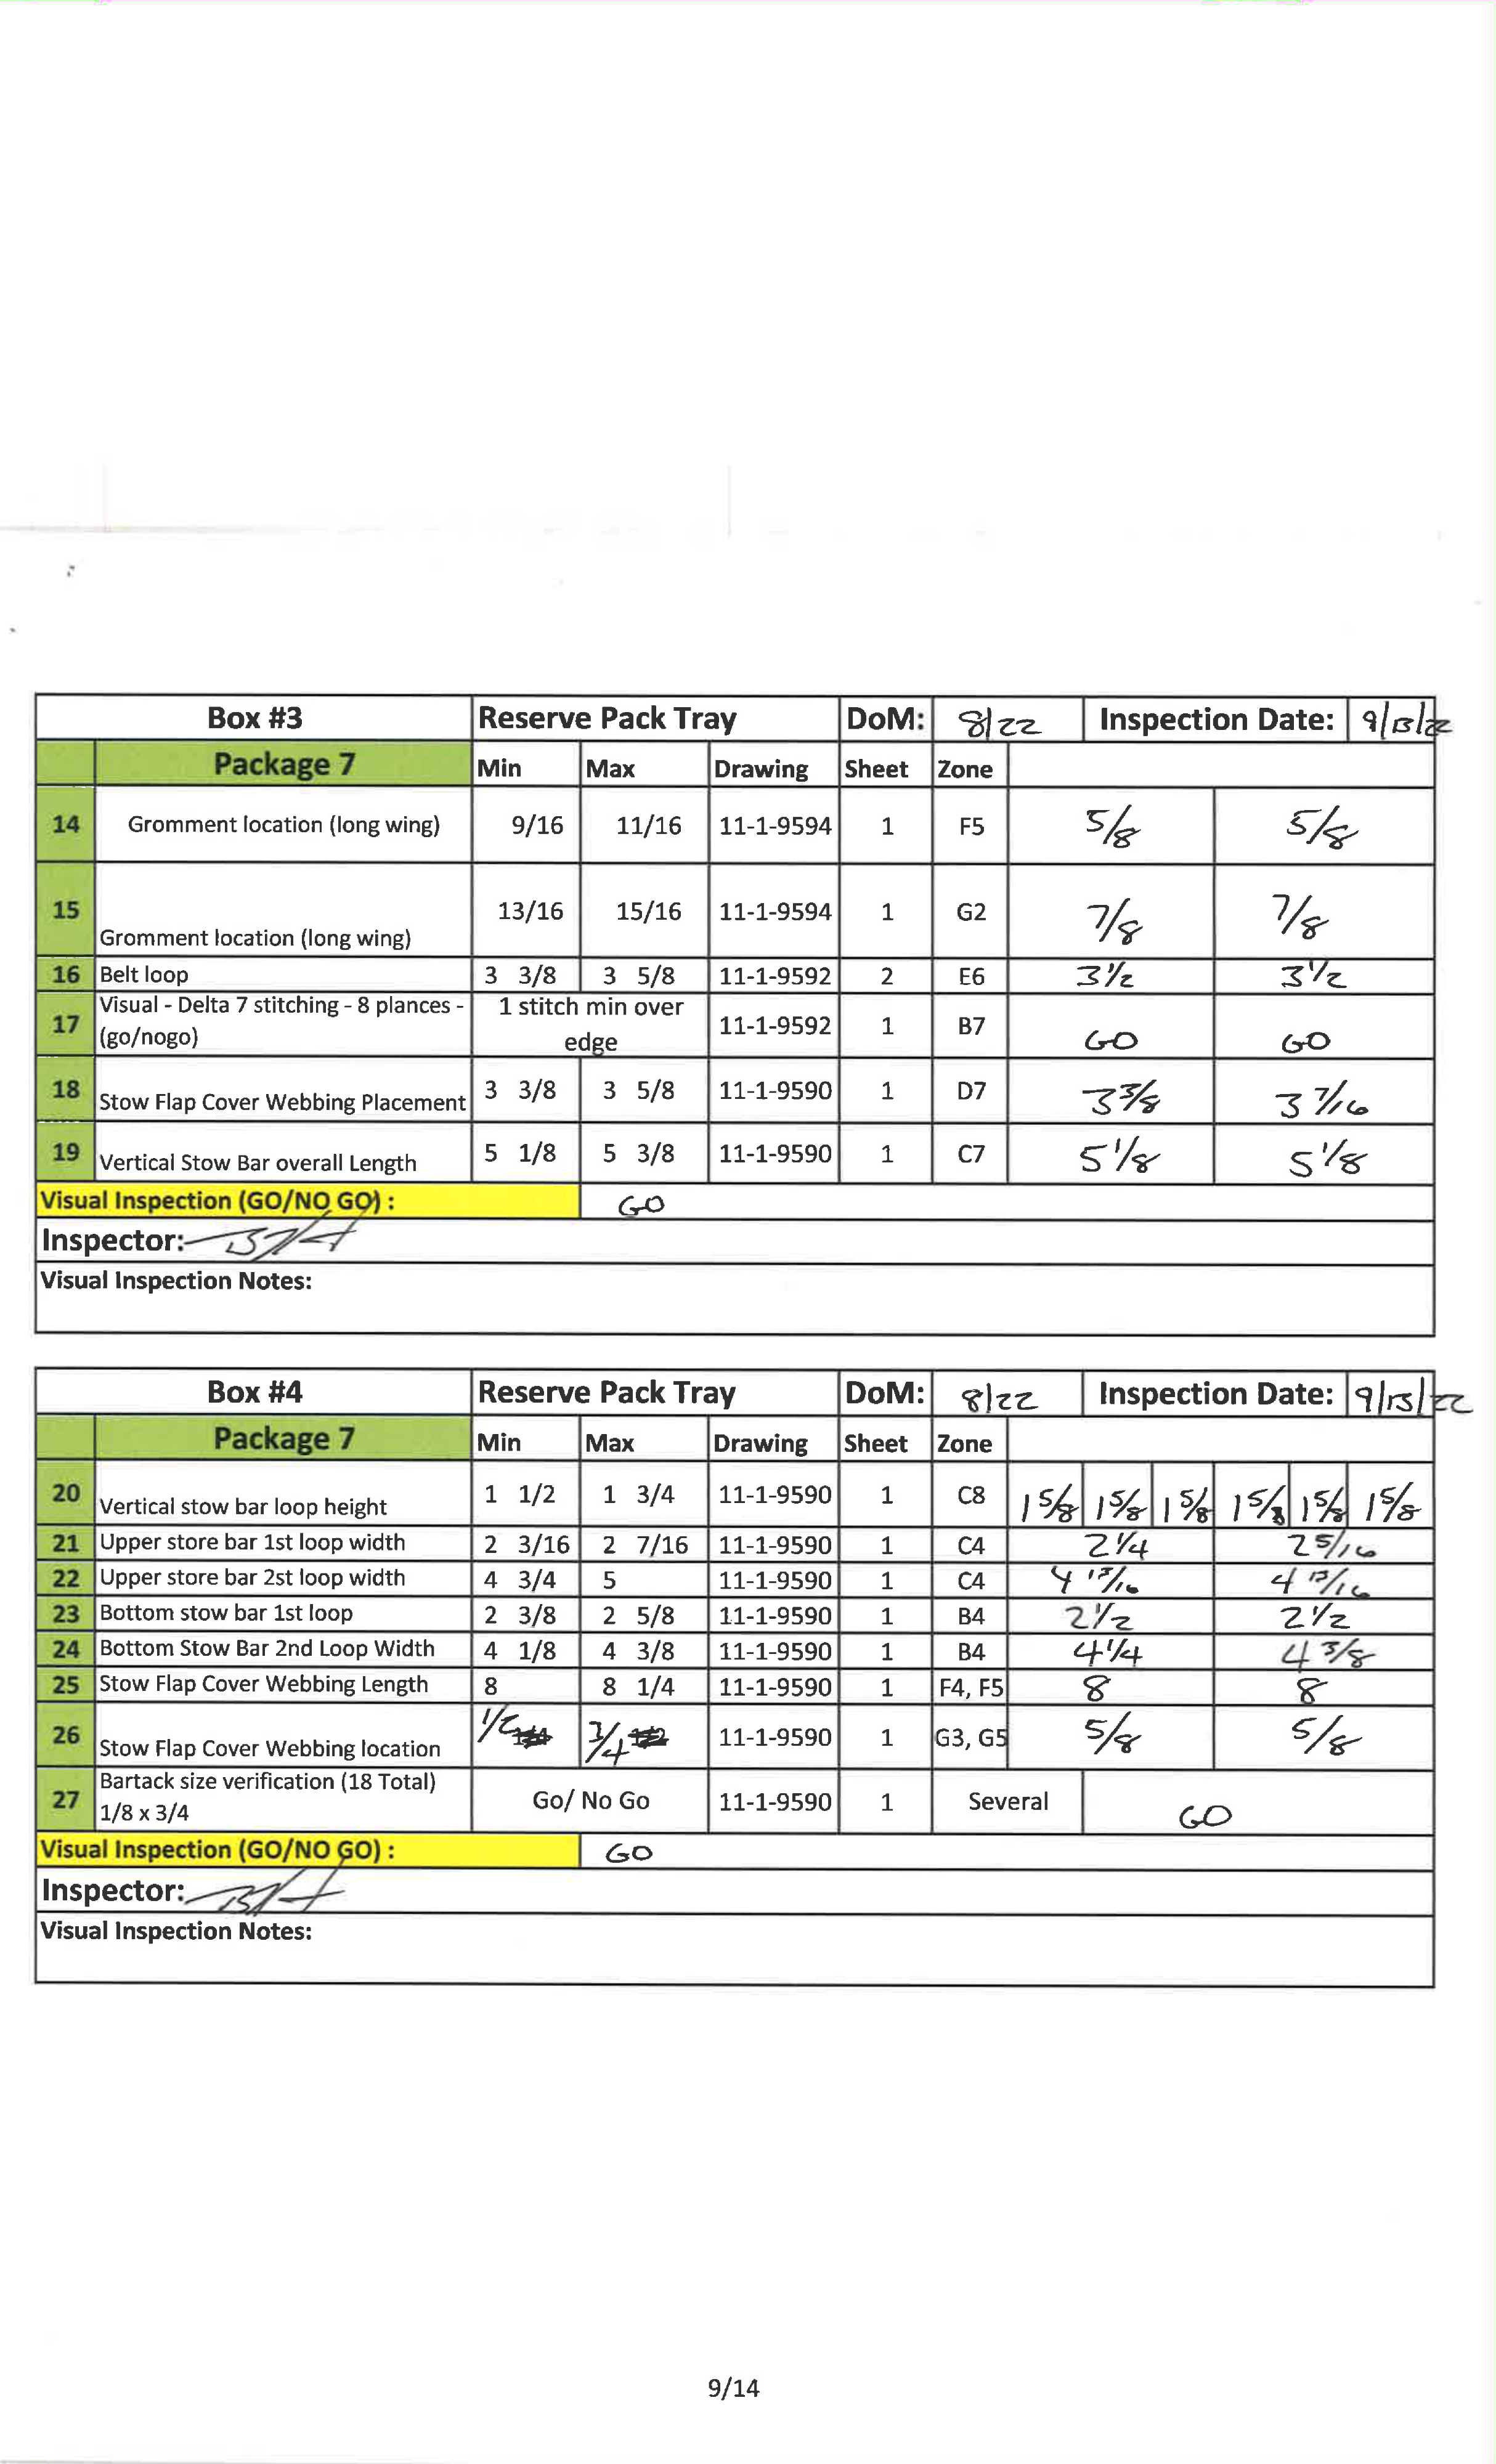 Box #3 Reserve Pack Tray DoM: 8/22 Inspection Date: 9/13/22
Package 7 Min Max Drawing Sheet Zone
14 Gromment location (long wing) 9/16 11/16 11-1-9594 1 F5 5/8 5/8
15 Gromment location (long wing) 13/16 15/16 11-1-9594 1 G2 7/8 7/8
16 Belt loop 3 3/8 3 5/8 11-1-9592 2 E6 3 1/2 3 1/2
17 Visual - Delta 7 stitching - 8 plances - (go/nogo) 1 stitch min over edge 11-1-9592 1 B7 GO GO
18 Stow Flap Cover Webbing Placement 3 3/8 3 5/8 11-1-9590 1 D7 3 3/8 3 7/16
19 Vertical Stow Bar overall Length 5 1/8 5 3/8 11-1-9590 1 C7 5 1/8 5 1/8
Visual Inspection (GO/NO GO) : GO
Inspector:
Visual Inspection Notes:
Box #4 Reserve Pack Tray DoM: 8/22 Inspection Date: 9/13/22
Package 7 Min Max Drawing Sheet Zone
20 Vertical stow bar loop height 1 1/2 1 3/4 11-1-9590 1 C8 1 5/8 1 5/8 1 5/8 1 5/8 1 5/8 1 5/8
21 Upper store bar 1st loop width 2 3/16 2 7/16 11-1-9590 1 C4 2 1/4 2 5/16
22 Upper store bar 2st loop width 4 3/4 5 11-1-9590 1 C4 4 13/16 4 13/16
23 Bottom stow bar 1st loop 2 3/8 2 5/8 11-1-9590 1 B4 2 1/2 2 1/2
24 Bottom Stow Bar 2nd Loop Width 4 1/8 4 3/8 11-1-9590 1 B4 4 1/4 4 3/8
25 Stow Flap Cover Webbing Length 8 8 1/4 11-1-9590 1 F4, F5 8 8
26 Stow Flap Cover Webbing location 1/2 3/4 11-1-9590 1 G3, G5 5/8 5/8
27 Bartack size verification (18 Total) 1/8 x 3/4 Go/ No Go 11-1-9590 1 Several GO
Visual Inspection (GO/NO GO) : GO
Inspector:
Visual Inspection Notes:
9/14